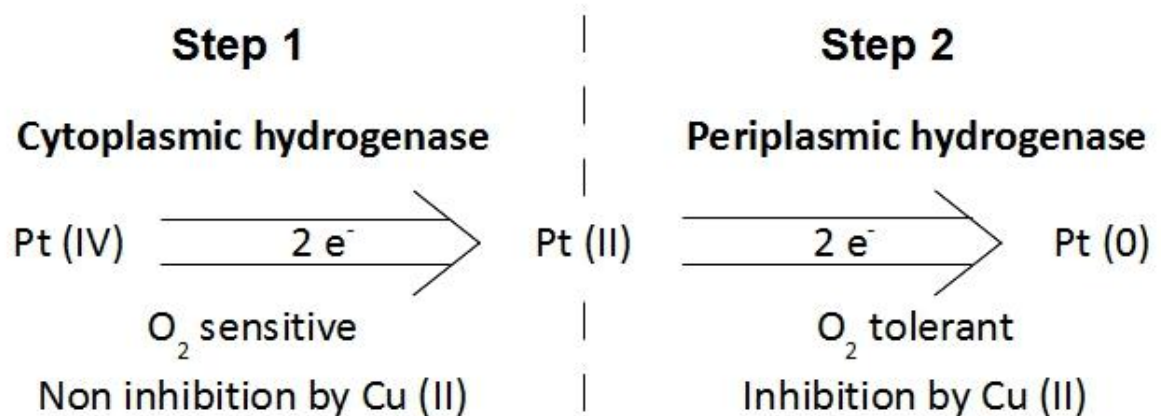 Step 1
Step 2
Cytoplasmic hydrogenase
Periplasmic hydrogenase
Pt (IV)
2 e⁻
Pt (II)
2 e⁻
Pt (0)
O₂ sensitive
O₂ tolerant
Non inhibition by Cu (II)
Inhibition by Cu (II)